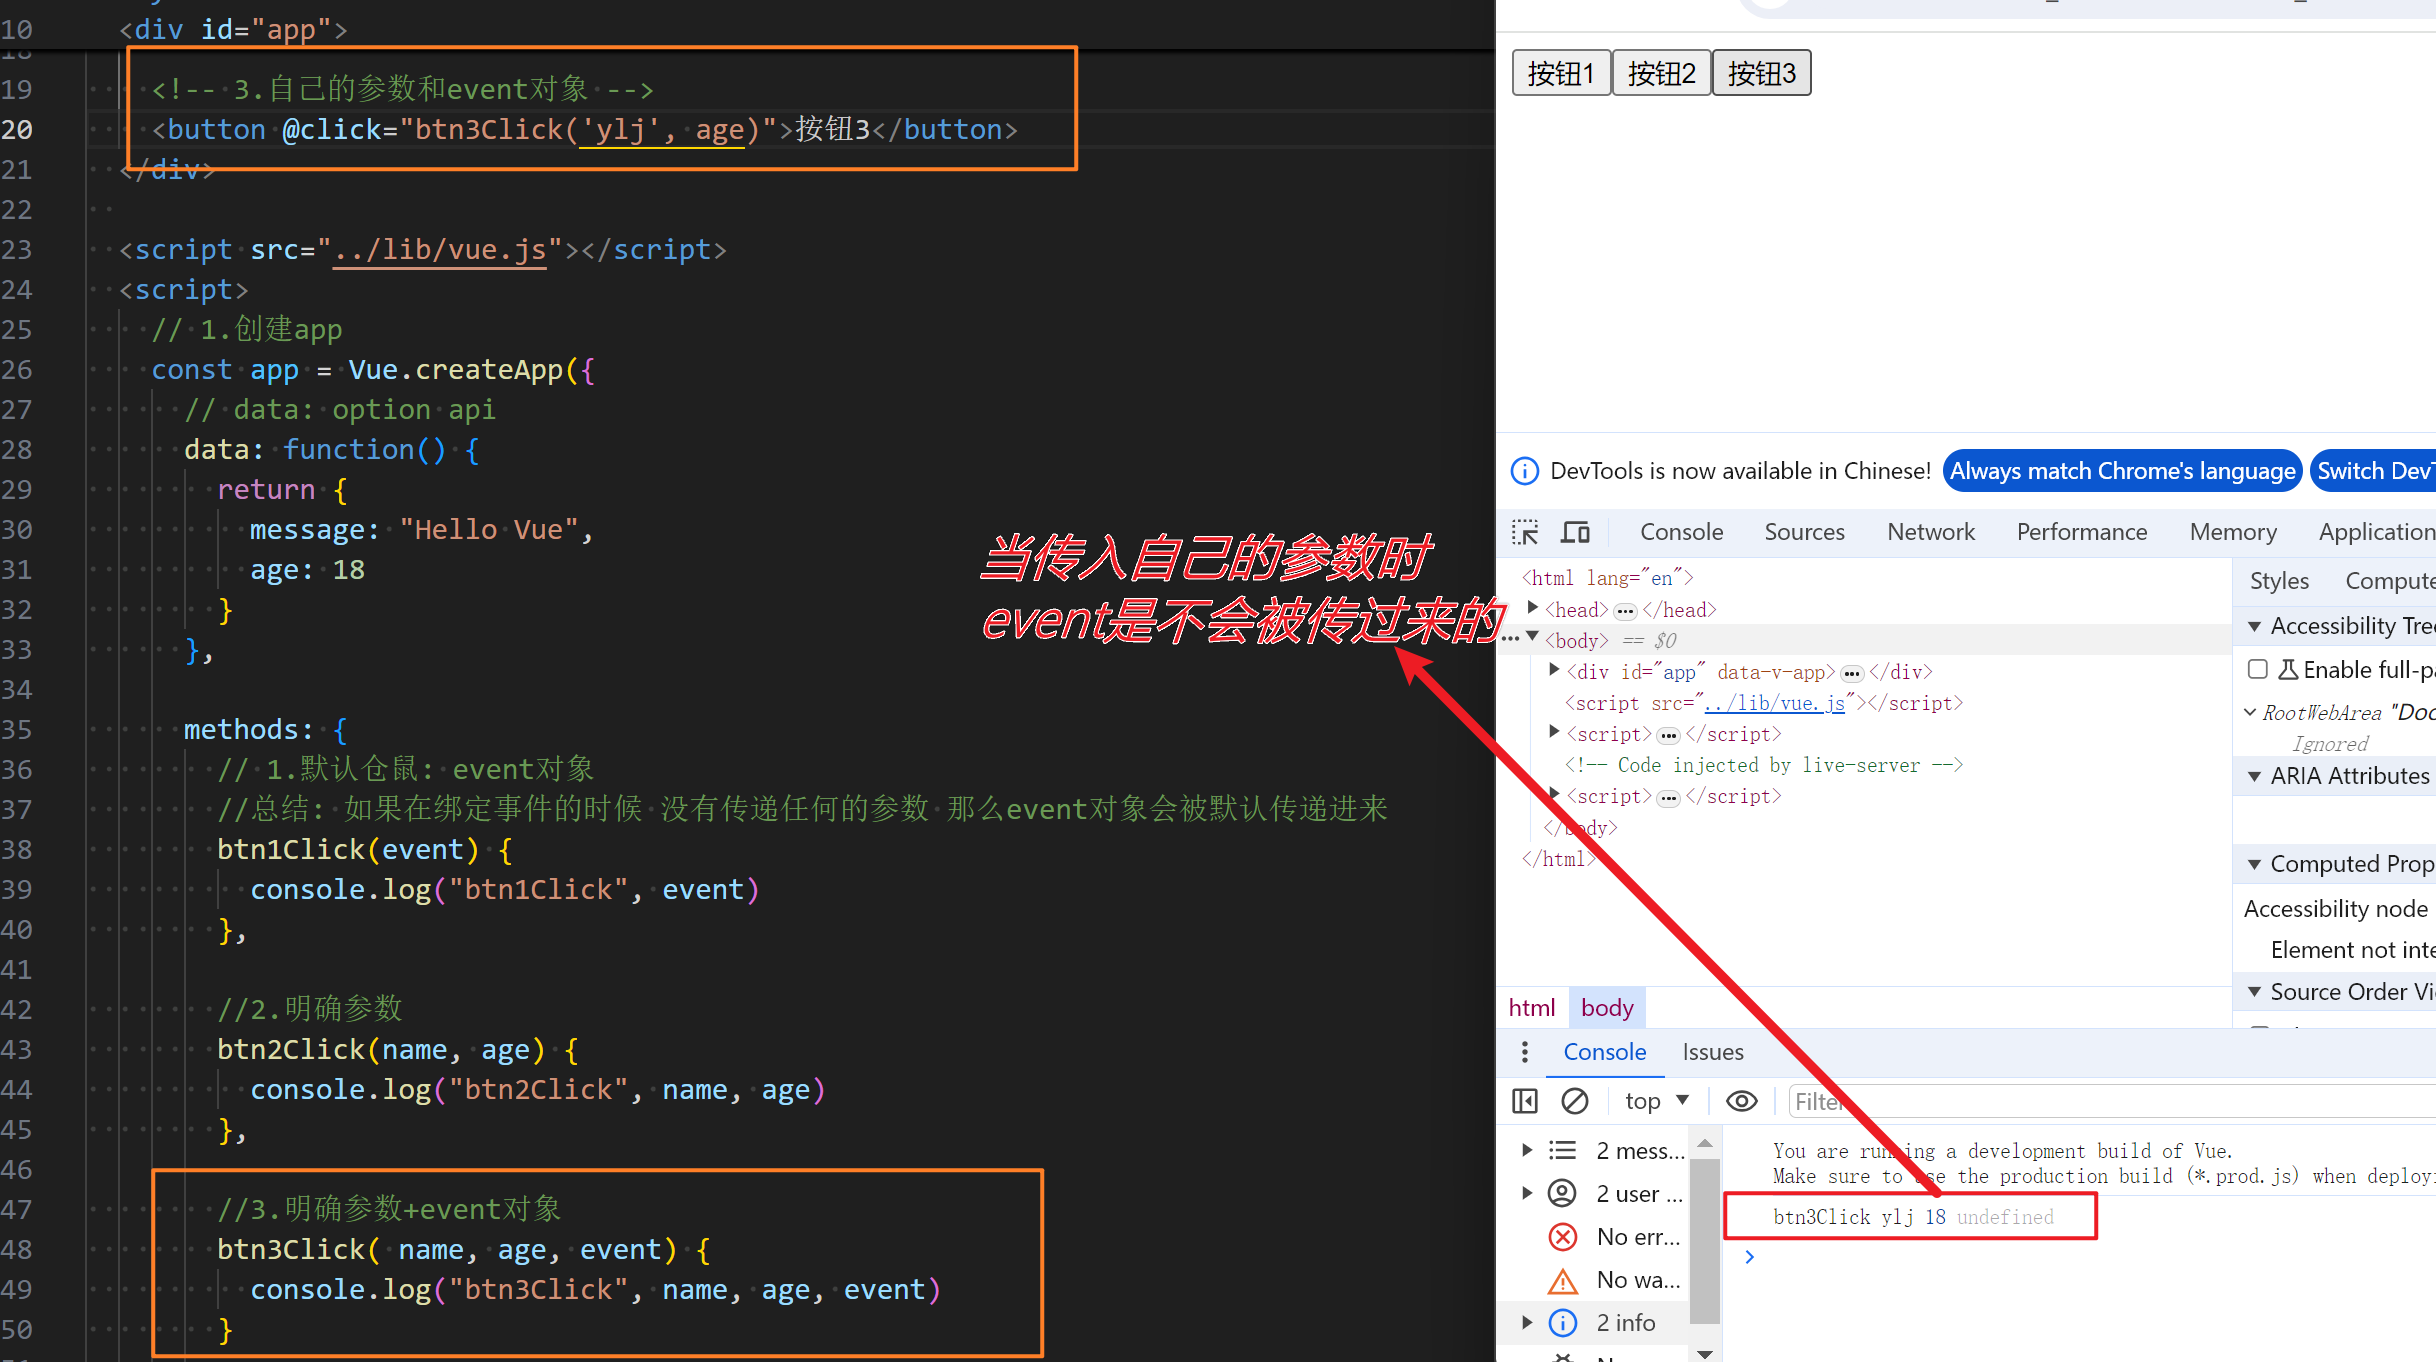 10 <div id="app">
18
19 <!-- 3.自己的参数和event对象 -->
20 <button @click="btn3Click('ylj', age)">按钮3</button>
21 </div>
22
23 <script src="../lib/vue.js"></script>
24 <script>
25 // 1.创建app
26 const app = Vue.createApp({
27 // data: option api
28 data: function() {
29 return {
30 message: "Hello Vue",
31 age: 18
32 }
33 },
34
35 methods: {
36 // 1.默认仓鼠: event对象
37 //总结: 如果在绑定事件的时候 没有传递任何的参数 那么event对象会被默认传递进来
38 btn1Click(event) {
39 console.log("btn1Click", event)
40 },
41
42 //2.明确参数
43 btn2Click(name, age) {
44 console.log("btn2Click", name, age)
45 },
46
47 //3.明确参数+event对象
48 btn3Click( name, age, event) {
49 console.log("btn3Click", name, age, event)
50 }
当传入自己的参数时
event是不会被传过来的
按钮1 按钮2 按钮3
DevTools is now available in Chinese! Always match Chrome's language Switch DevT
Console Sources Network Performance Memory Application
<html lang="en">
<head> </head>
<body> == $0
<div id="app" data-v-app> </div>
<script src="../lib/vue.js"></script>
<script> </script>
<!-- Code injected by live-server -->
<script> </script>
</body>
</html>
Styles Compute
Accessibility Tree
Enable full-p
RootWebArea "Doc
Ignored
ARIA Attributes
Computed Prop
Accessibility node
Element not inte
Source Order Vi
html body
Console Issues
top Filter
2 mess...
2 user ...
No err...
No wa...
2 info
You are running a development build of Vue.
Make sure to use the production build (*.prod.js) when deployi
btn3Click ylj 18 undefined
>